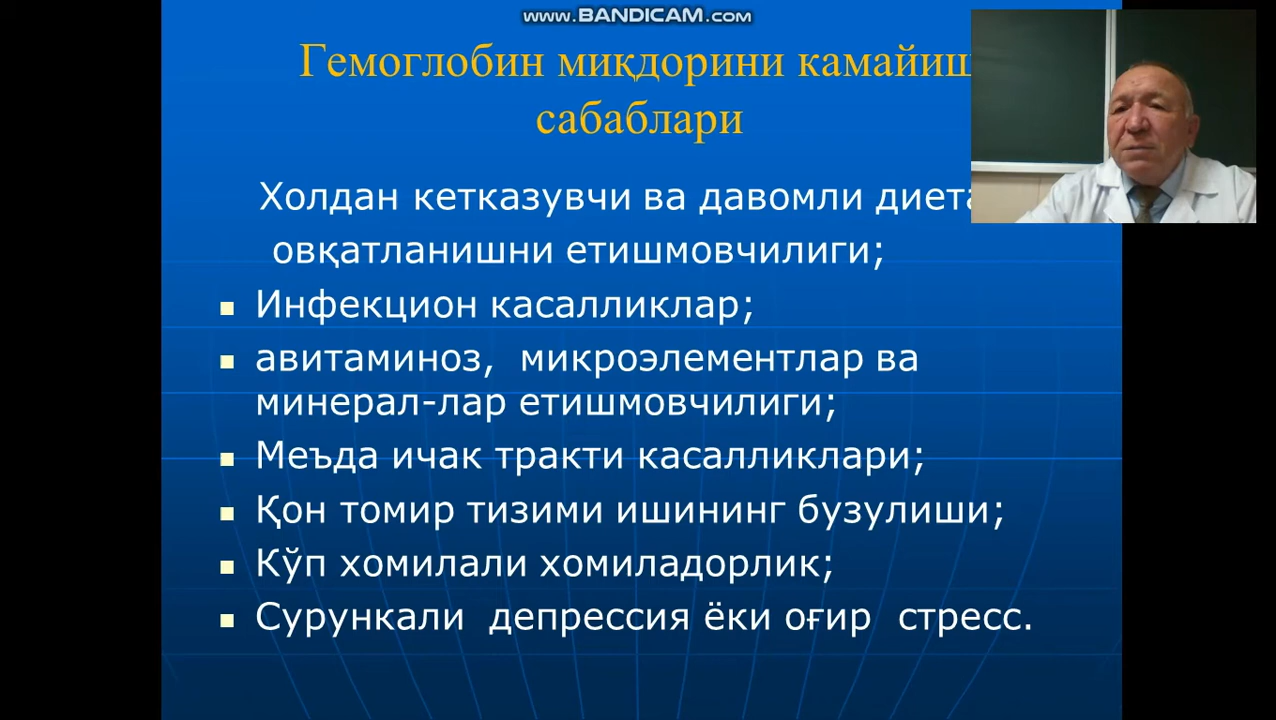 www.BANDICAM.com
Гемоглобин миқдорини камайиш
сабаблари
Холдан кетказувчи ва давомли диета
овқатланишни етишмовчилиги;
Инфекцион касалликлар;
авитаминоз, микроэлементлар ва
минерал-лар етишмовчилиги;
Меъда ичак тракти касалликлари;
Қон томир тизими ишининг бузулиши;
Кўп хомилали хомиладорлик;
Сурункали депрессия ёки оғир стресс.